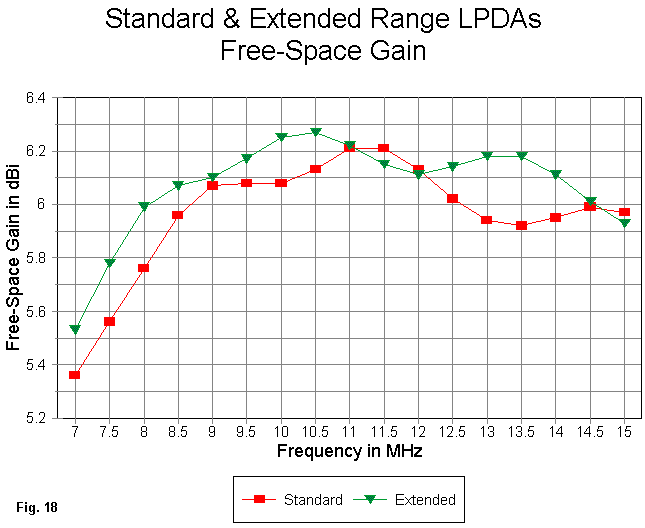 Standard & Extended Range LPDAs
Free-Space Gain
Free-Space Gain in dBi
6.4
6.2
6
5.8
5.6
5.4
5.2
7 7.5 8 8.5 9 9.5 10 10.5 11 11.5 12 12.5 13 13.5 14 14.5 15
Frequency in MHz
Standard Extended
Fig. 18